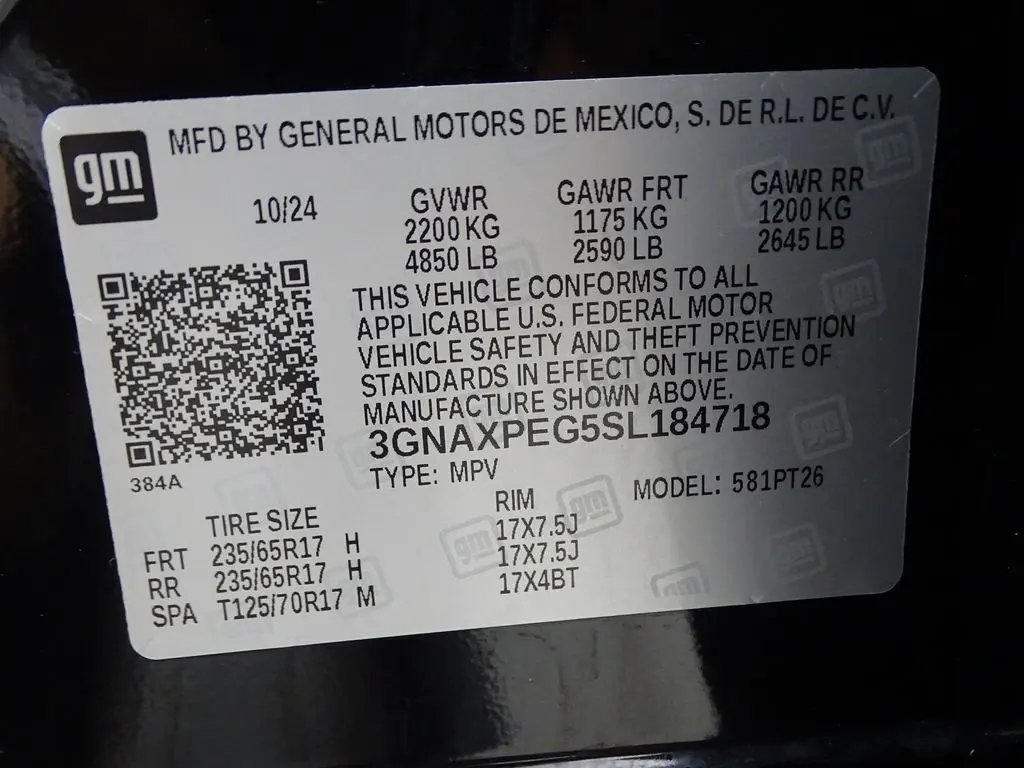 gm
MFD BY GENERAL MOTORS DE MEXICO, S. DE R.L. DE C.V.
10/24
GVWR GAWR FRT GAWR RR
2200 KG 1175 KG 1200 KG
4850 LB 2590 LB 2645 LB
THIS VEHICLE CONFORMS TO ALL
APPLICABLE U.S. FEDERAL MOTOR
VEHICLE SAFETY AND THEFT PREVENTION
STANDARDS IN EFFECT ON THE DATE OF
MANUFACTURE SHOWN ABOVE.
3GNAXPEG5SL184718
384A
TYPE: MPV MODEL: 581PT26
TIRE SIZE RIM
FRT 235/65R17 H 17X7.5J
RR 235/65R17 H 17X7.5J
SPA T125/70R17 M 17X4BT